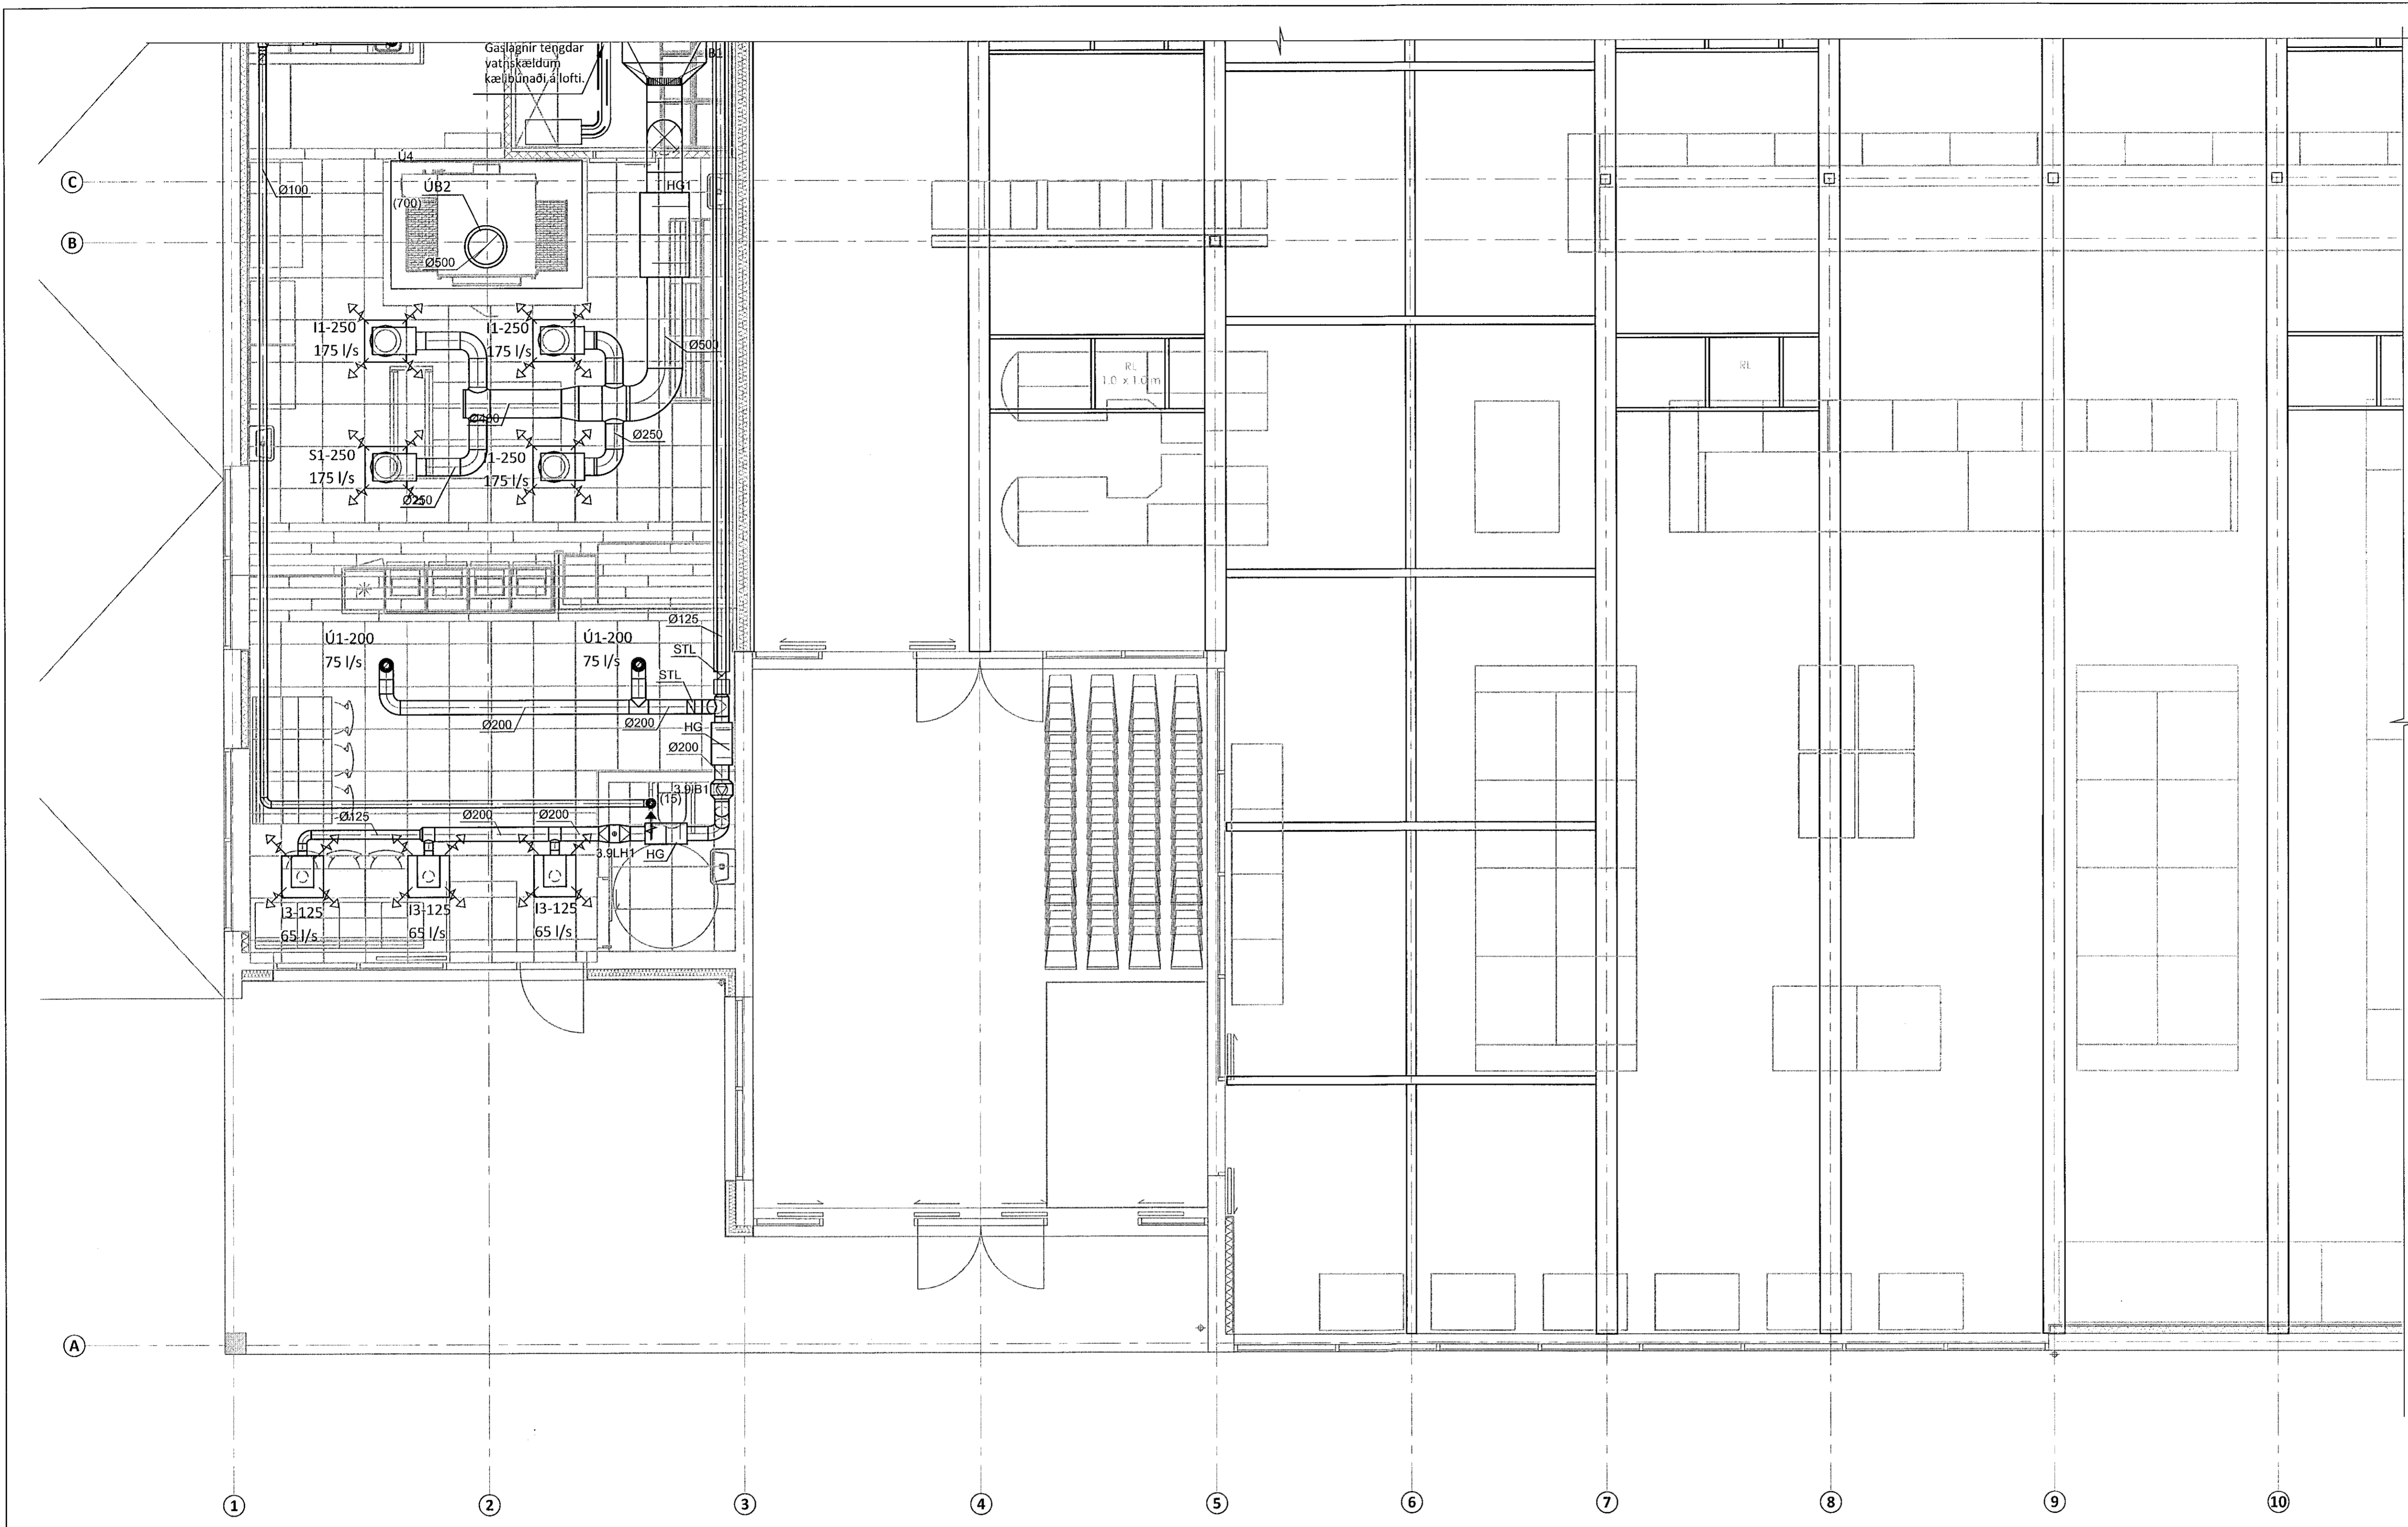 Gaslagnir tengdar
vatnskældum
kælibúnaði á lofti.
B1
Ú4
C
Ø100
ÚB2
(700)
HG1
B
Ø500
I1-250
175 l/s
I1-250
175 l/s
Ø500
RL
1.0 x 1.0 m
RL
Ø400
Ø250
S1-250
175 l/s
I1-250
175 l/s
Ø250
Ø125
Ú1-200
75 l/s
Ú1-200
75 l/s
STL
STL
Ø200
Ø200
HG
Ø200
3.9IB1
(15)
Ø125
Ø200
Ø200
3.9LH1
HG
I3-125
65 l/s
I3-125
65 l/s
I3-125
65 l/s
A
1
2
3
4
5
6
7
8
9
10